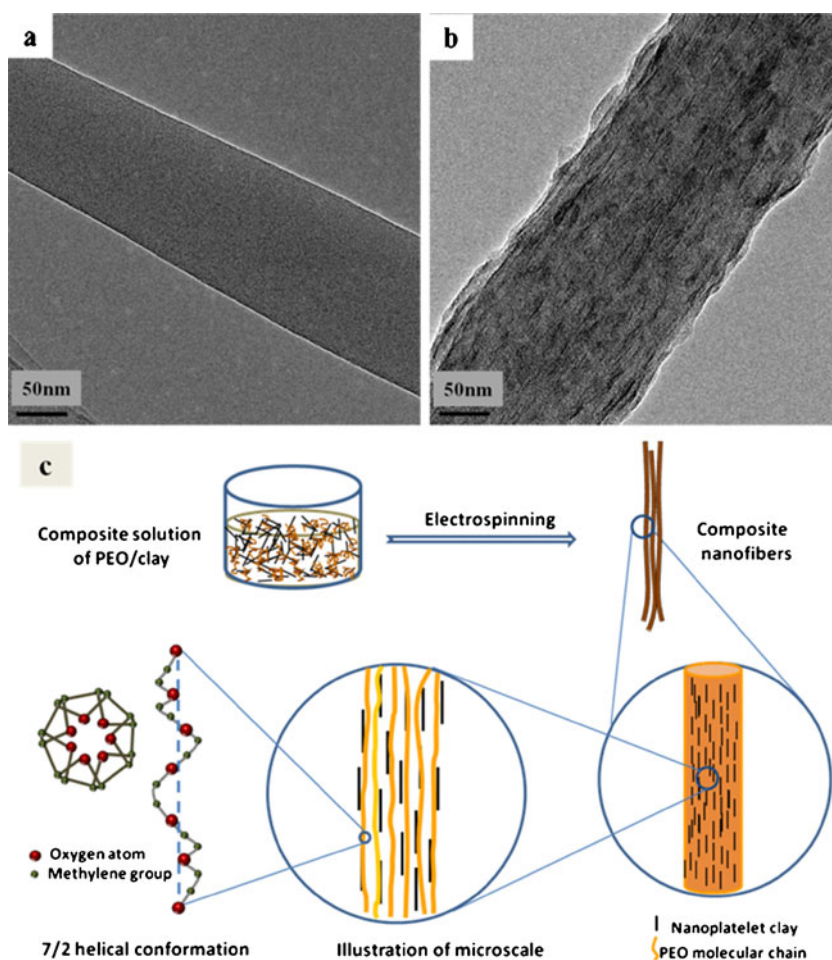 a
b
50nm
50nm
c
Composite solution
of PEO/clay
Electrospinning
Composite
nanofibers
Oxygen atom
Methylene group
7/2 helical conformation
Illustration of microscale
Nanoplatelet clay
PEO molecular chain